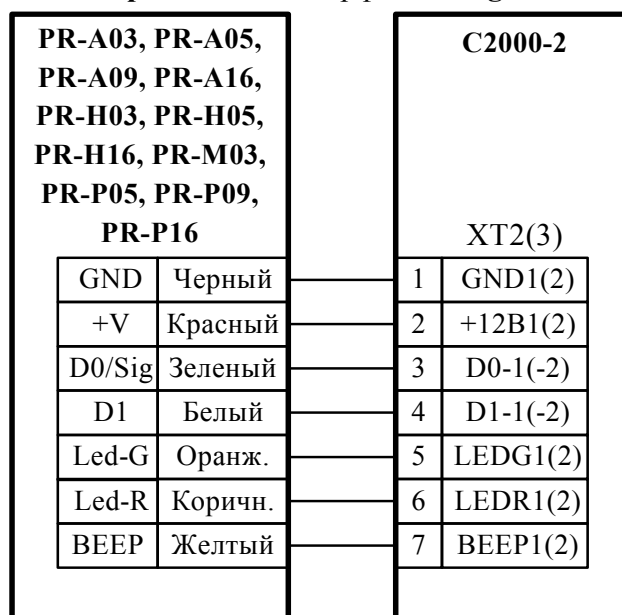 PR-A03, PR-A05,
PR-A09, PR-A16,
PR-H03, PR-H05,
PR-H16, PR-M03,
PR-P05, PR-P09,
PR-P16
GND Черный
+V Красный
D0/Sig Зеленый
D1 Белый
Led-G Оранж.
Led-R Коричн.
BEEP Желтый
C2000-2
XT2(3)
1 GND1(2)
2 +12В1(2)
3 D0-1(-2)
4 D1-1(-2)
5 LEDG1(2)
6 LEDR1(2)
7 BEEP1(2)